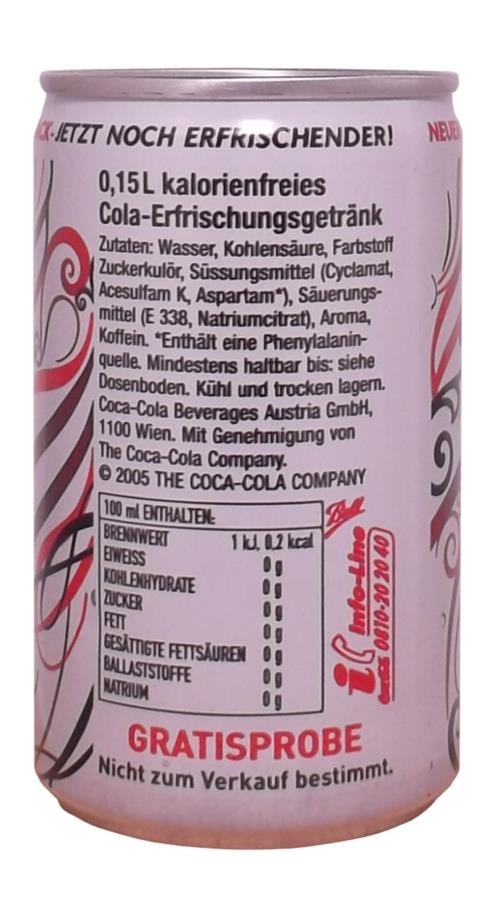 CK-JETZT NOCH ERFRISCHENDER!
NEUER
0,15L kalorienfreies
Cola-Erfrischungsgetränk
Zutaten: Wasser, Kohlensäure, Farbstoff
Zuckerkulör, Süssungsmittel (Cyclamat,
Acesulfam K, Aspartam*), Säuerungs-
mittel (E 338, Natriumcitrat), Aroma,
Koffein. *Enthält eine Phenylalanin-
quelle. Mindestens haltbar bis: siehe
Dosenboden. Kühl und trocken lagern.
Coca-Cola Beverages Austria GmbH,
1100 Wien. Mit Genehmigung von
The Coca-Cola Company.
© 2005 THE COCA-COLA COMPANY
100 ml ENTHALTEN:
BRENNWERT 1 kJ, 0,2 kcal
EIWEISS 0 g
KOHLENHYDRATE 0 g
ZUCKER 0 g
FETT 0 g
GESÄTTIGTE FETTSÄUREN 0 g
BALLASTSTOFFE 0 g
NATRIUM 0 g
Ball
i Info-Line
0810-20 20 40
GRATISPROBE
Nicht zum Verkauf bestimmt.